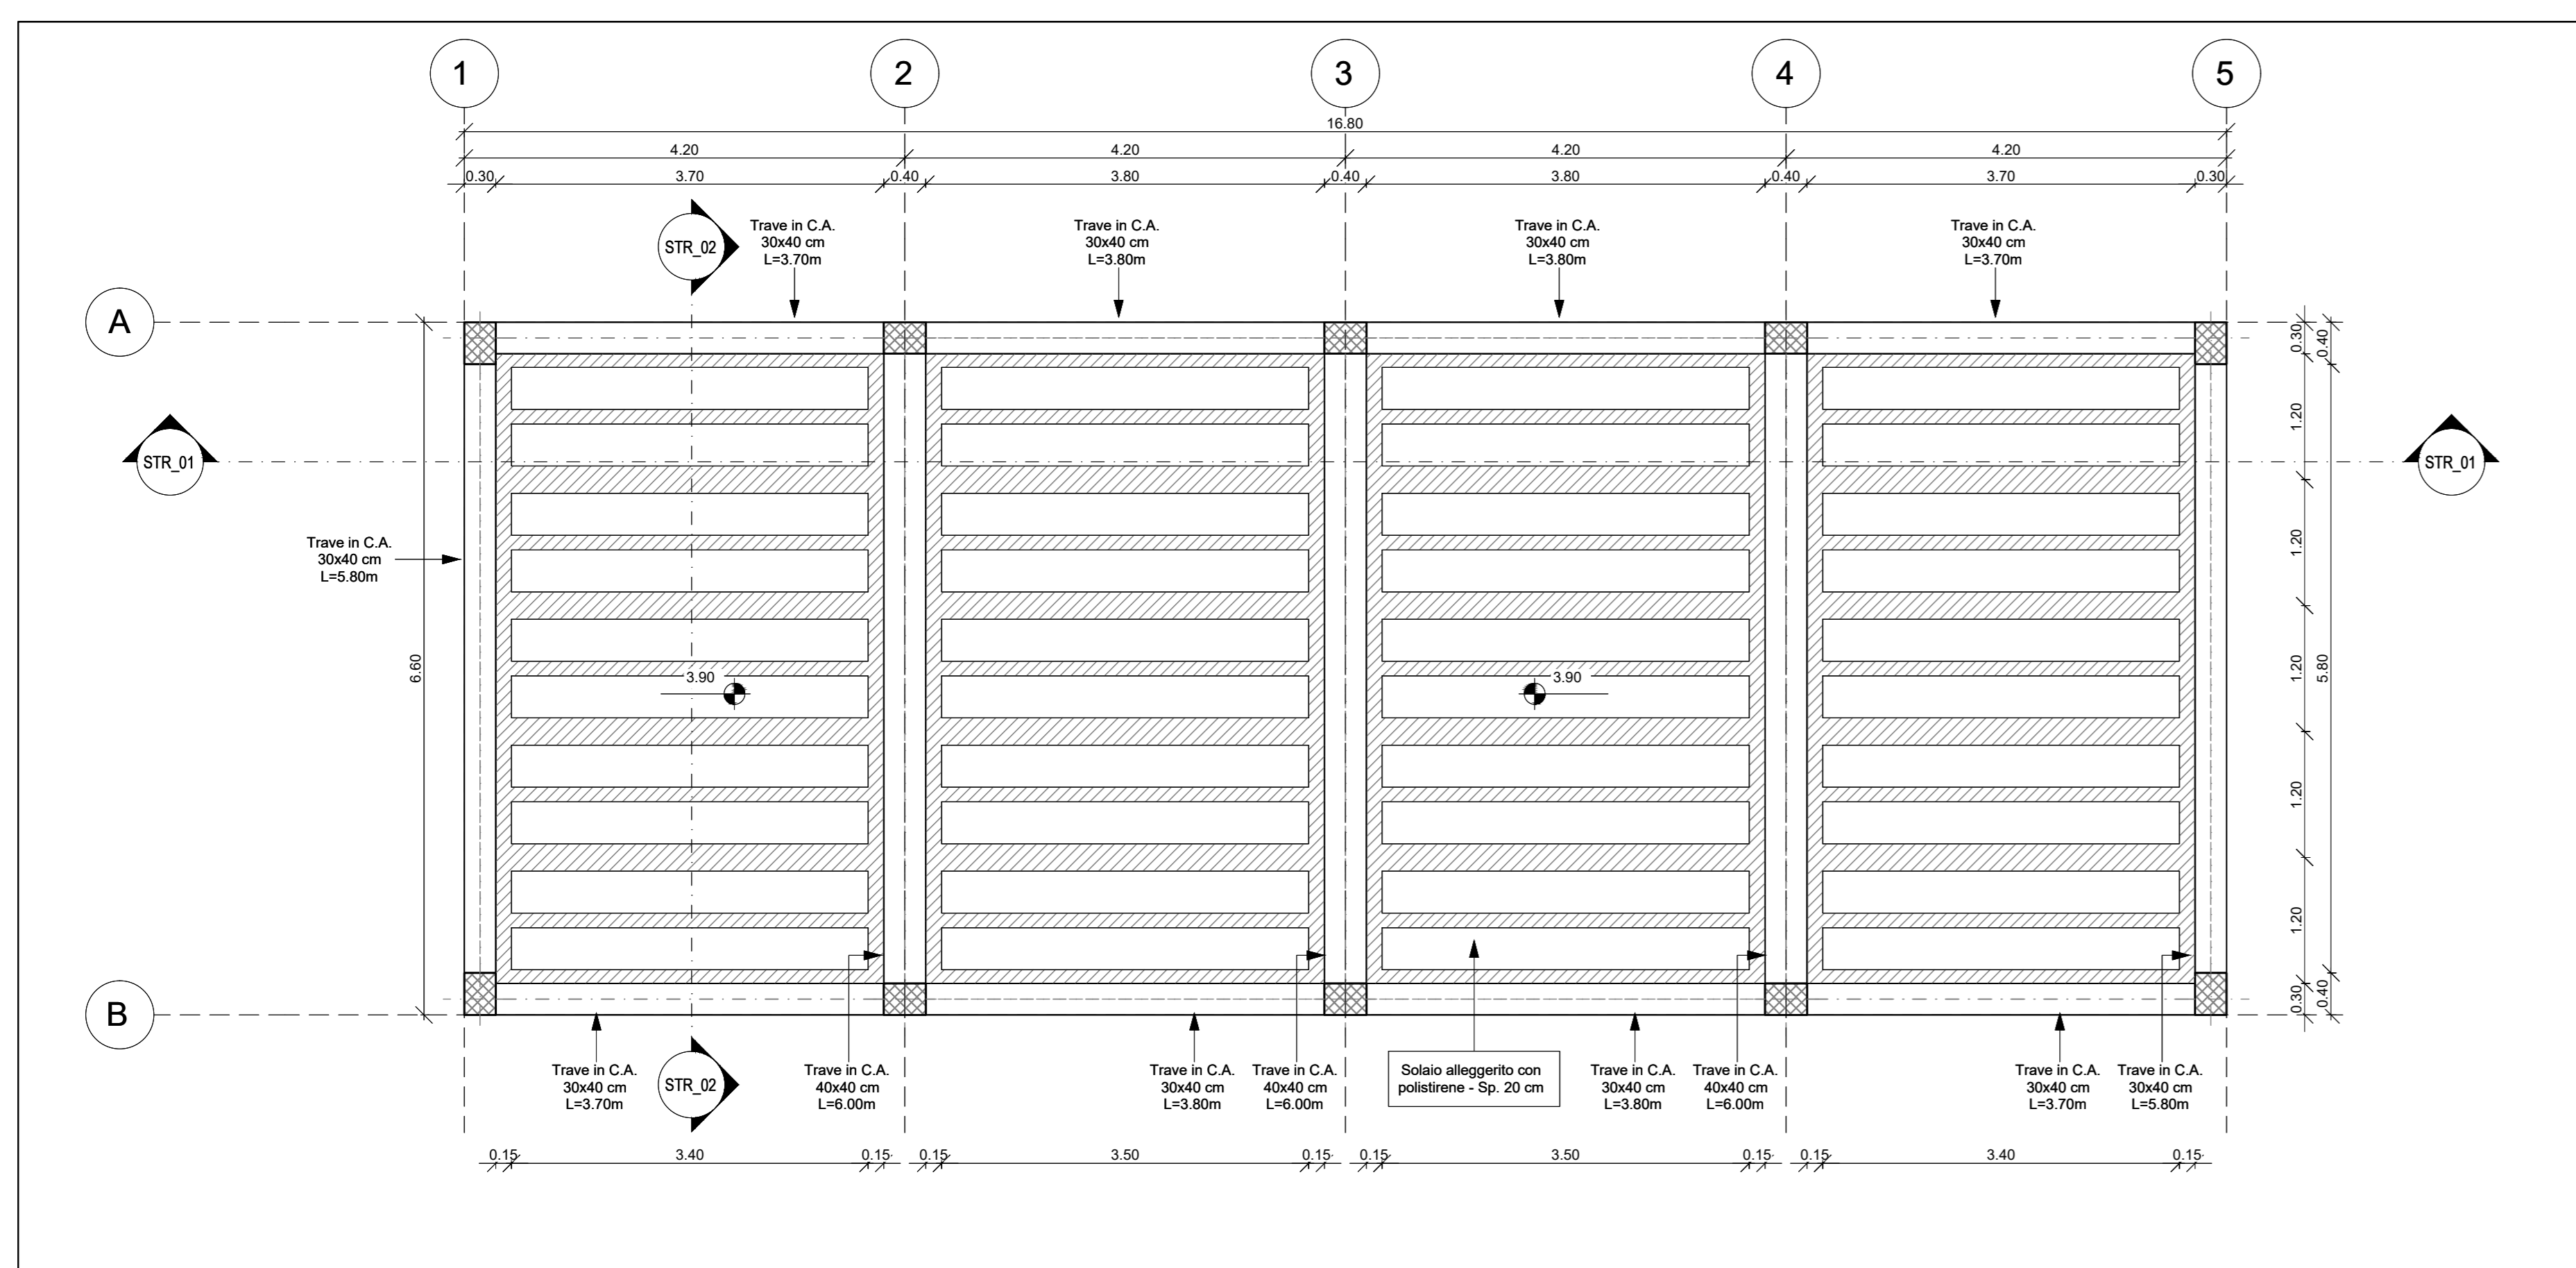 1
2
3
4
5
16.80
4.20
4.20
4.20
4.20
0.30
3.70
0.40
3.80
0.40
3.80
0.40
3.70
0.30
STR_02
Trave in C.A.
30x40 cm
L=3.70m
Trave in C.A.
30x40 cm
L=3.80m
Trave in C.A.
30x40 cm
L=3.80m
Trave in C.A.
30x40 cm
L=3.70m
A
0.30
0.40
1.20
STR_01
STR_01
Trave in C.A.
30x40 cm
L=5.80m
1.20
6.60
3.90
3.90
1.20
5.80
1.20
1.20
B
0.30
0.40
Trave in C.A.
30x40 cm
L=3.70m
STR_02
Trave in C.A.
40x40 cm
L=6.00m
Trave in C.A.
30x40 cm
L=3.80m
Trave in C.A.
40x40 cm
L=6.00m
Solaio alleggerito con
polistirene - Sp. 20 cm
Trave in C.A.
30x40 cm
L=3.80m
Trave in C.A.
40x40 cm
L=6.00m
Trave in C.A.
30x40 cm
L=3.70m
Trave in C.A.
30x40 cm
L=5.80m
0.15
3.40
0.15
0.15
3.50
0.15
0.15
3.50
0.15
0.15
3.40
0.15